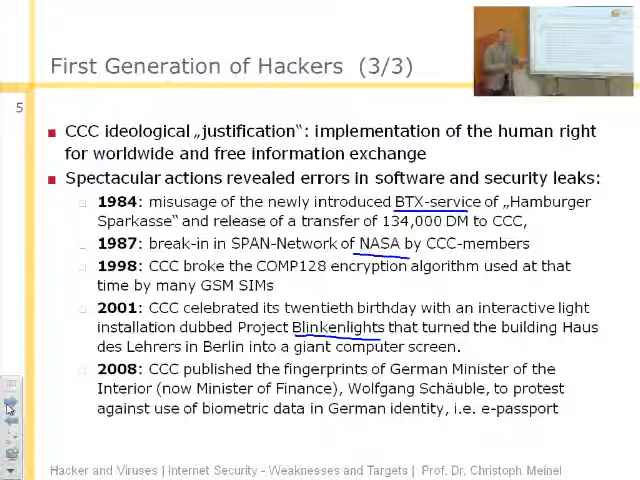 First Generation of Hackers (3/3)
5
CCC ideological „justification“: implementation of the human right
for worldwide and free information exchange
Spectacular actions revealed errors in software and security leaks:
1984: misusage of the newly introduced BTX-service of „Hamburger
Sparkasse“ and release of a transfer of 134,000 DM to CCC,
1987: break-in in SPAN-Network of NASA by CCC-members
1998: CCC broke the COMP128 encryption algorithm used at that
time by many GSM SIMs
2001: CCC celebrated its twentieth birthday with an interactive light
installation dubbed Project Blinkenlights that turned the building Haus
des Lehrers in Berlin into a giant computer screen.
2008: CCC published the fingerprints of German Minister of the
Interior (now Minister of Finance), Wolfgang Schäuble, to protest
against use of biometric data in German identity, i.e. e-passport
Hacker and Viruses | Internet Security - Weaknesses and Targets | Prof. Dr. Christoph Meinel